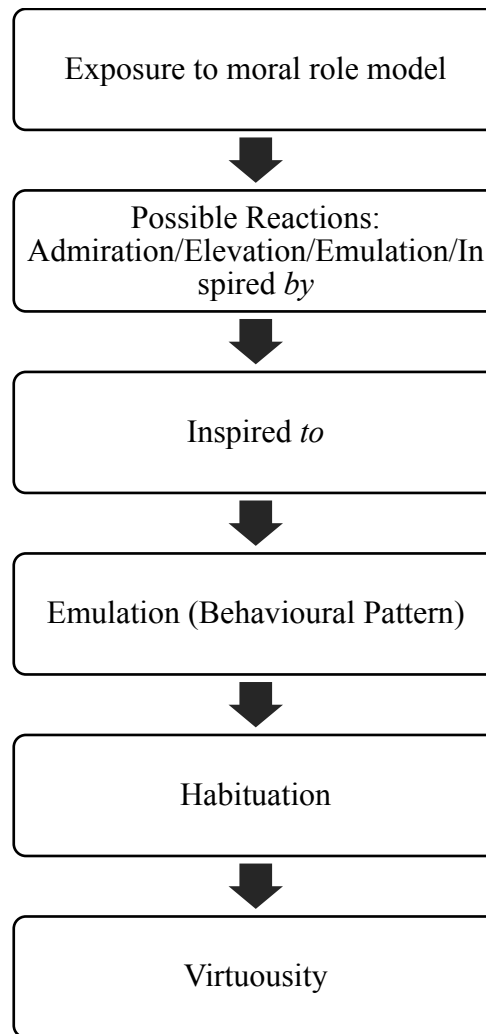 Exposure to moral role model
Possible Reactions:
Admiration/Elevation/Emulation/In
spired by
Inspired to
Emulation (Behavioural Pattern)
Habituation
Virtuousity